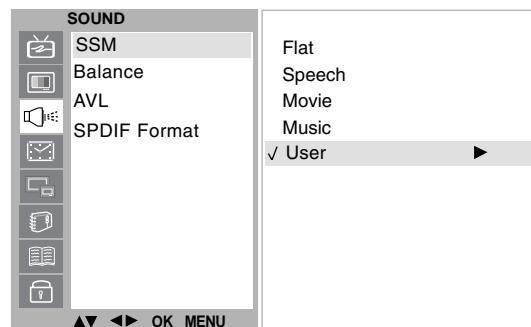 SOUND
SSM
Balance
AVL
SPDIF Format
▲▼ ◄► OK MENU
Flat
Speech
Movie
Music
√ User ►